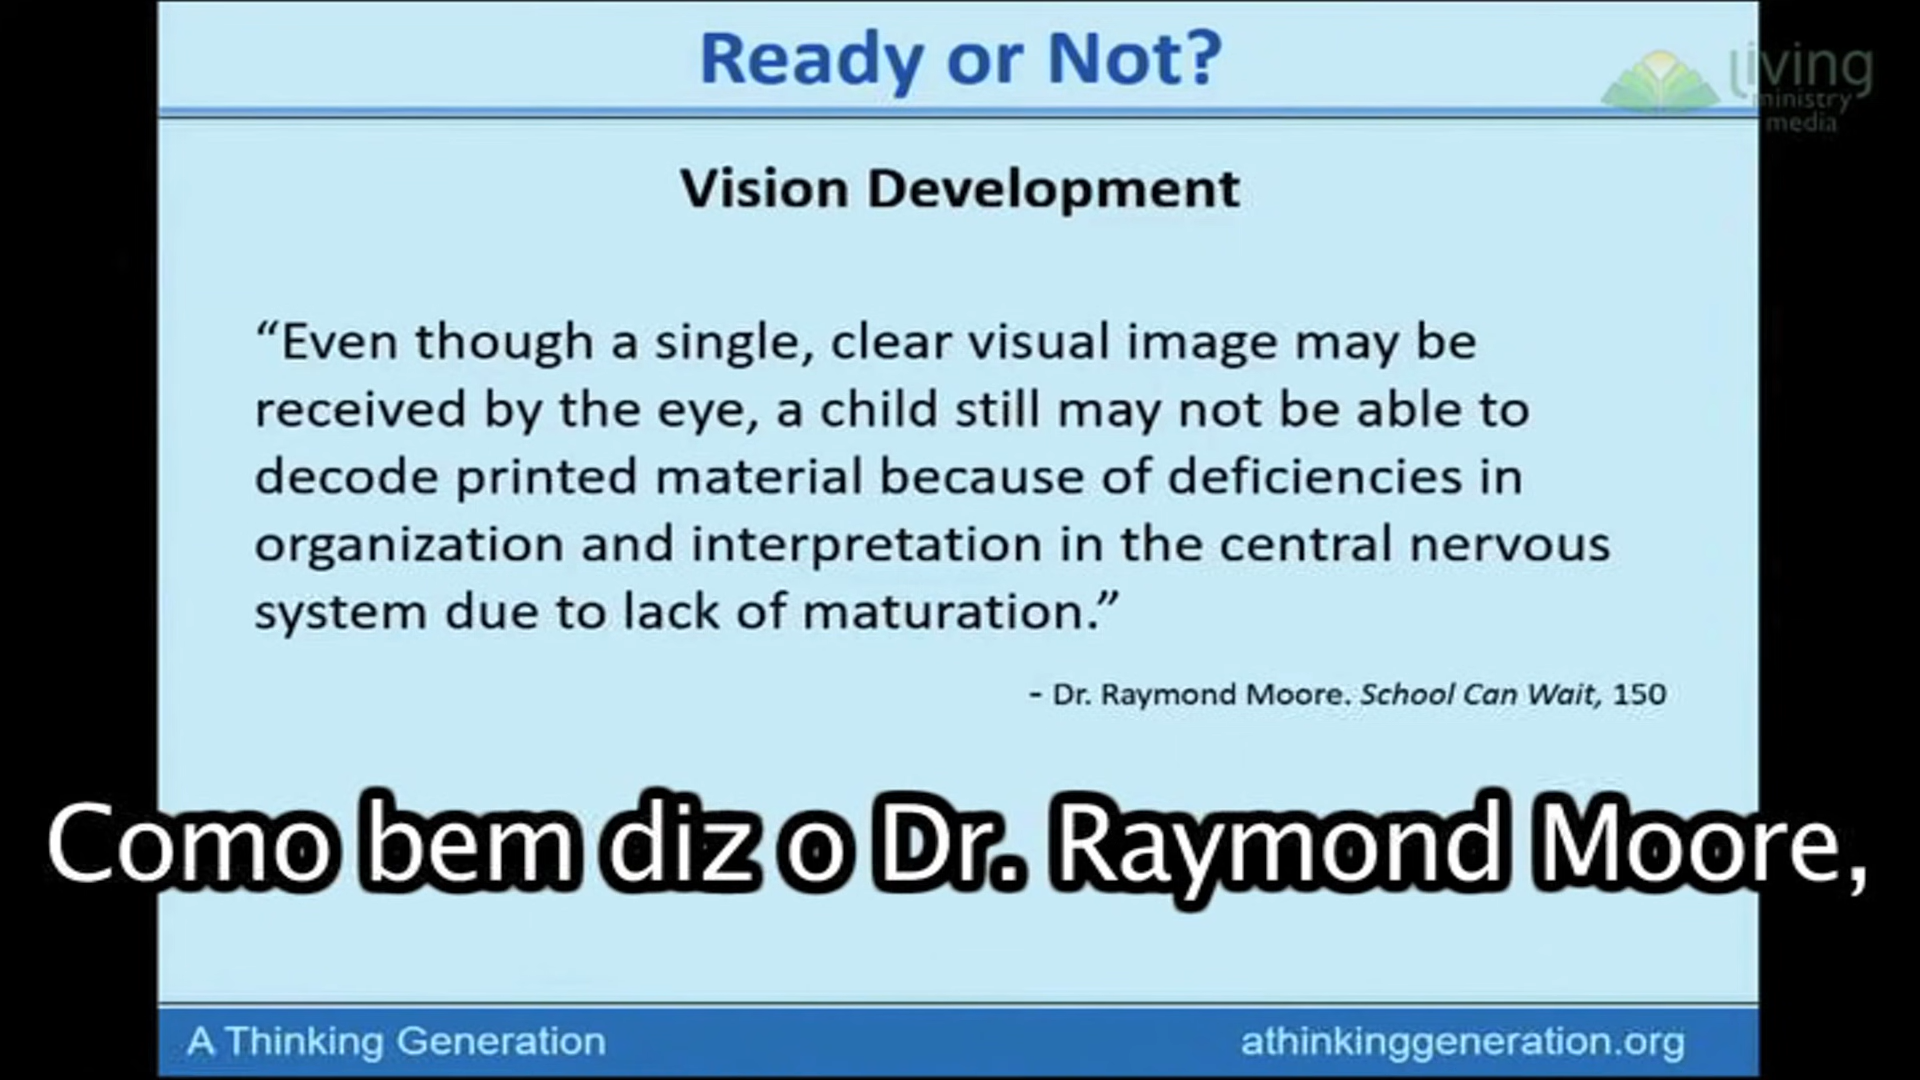 Ready or Not?
living
ministry
media
Vision Development
“Even though a single, clear visual image may be
received by the eye, a child still may not be able to
decode printed material because of deficiencies in
organization and interpretation in the central nervous
system due to lack of maturation.”
- Dr. Raymond Moore. School Can Wait, 150
Como bem diz o Dr. Raymond Moore,
A Thinking Generation
athinkinggeneration.org